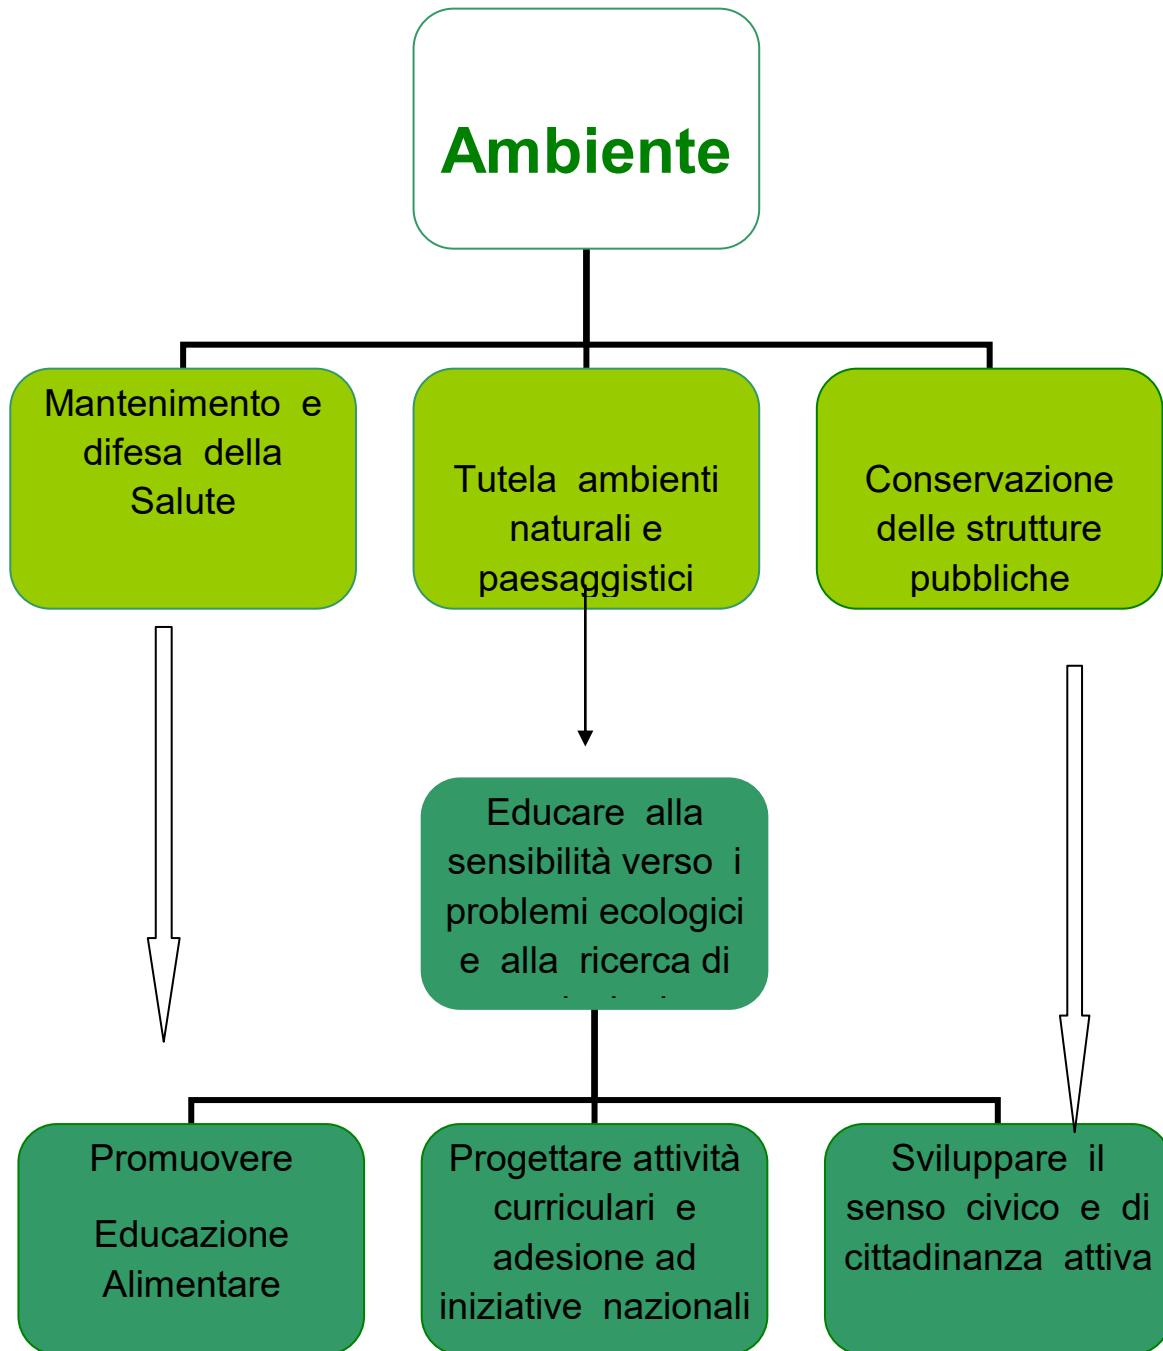 Ambiente
Mantenimento e
difesa della
Salute
Tutela ambienti
naturali e
paesaggistici
Conservazione
delle strutture
pubbliche
Educare alla
sensibilità verso i
problemi ecologici
e alla ricerca di
Promuovere
Educazione
Alimentare
Progettare attività
curriculari e
adesione ad
iniziative nazionali
Sviluppare il
senso civico e di
cittadinanza attiva